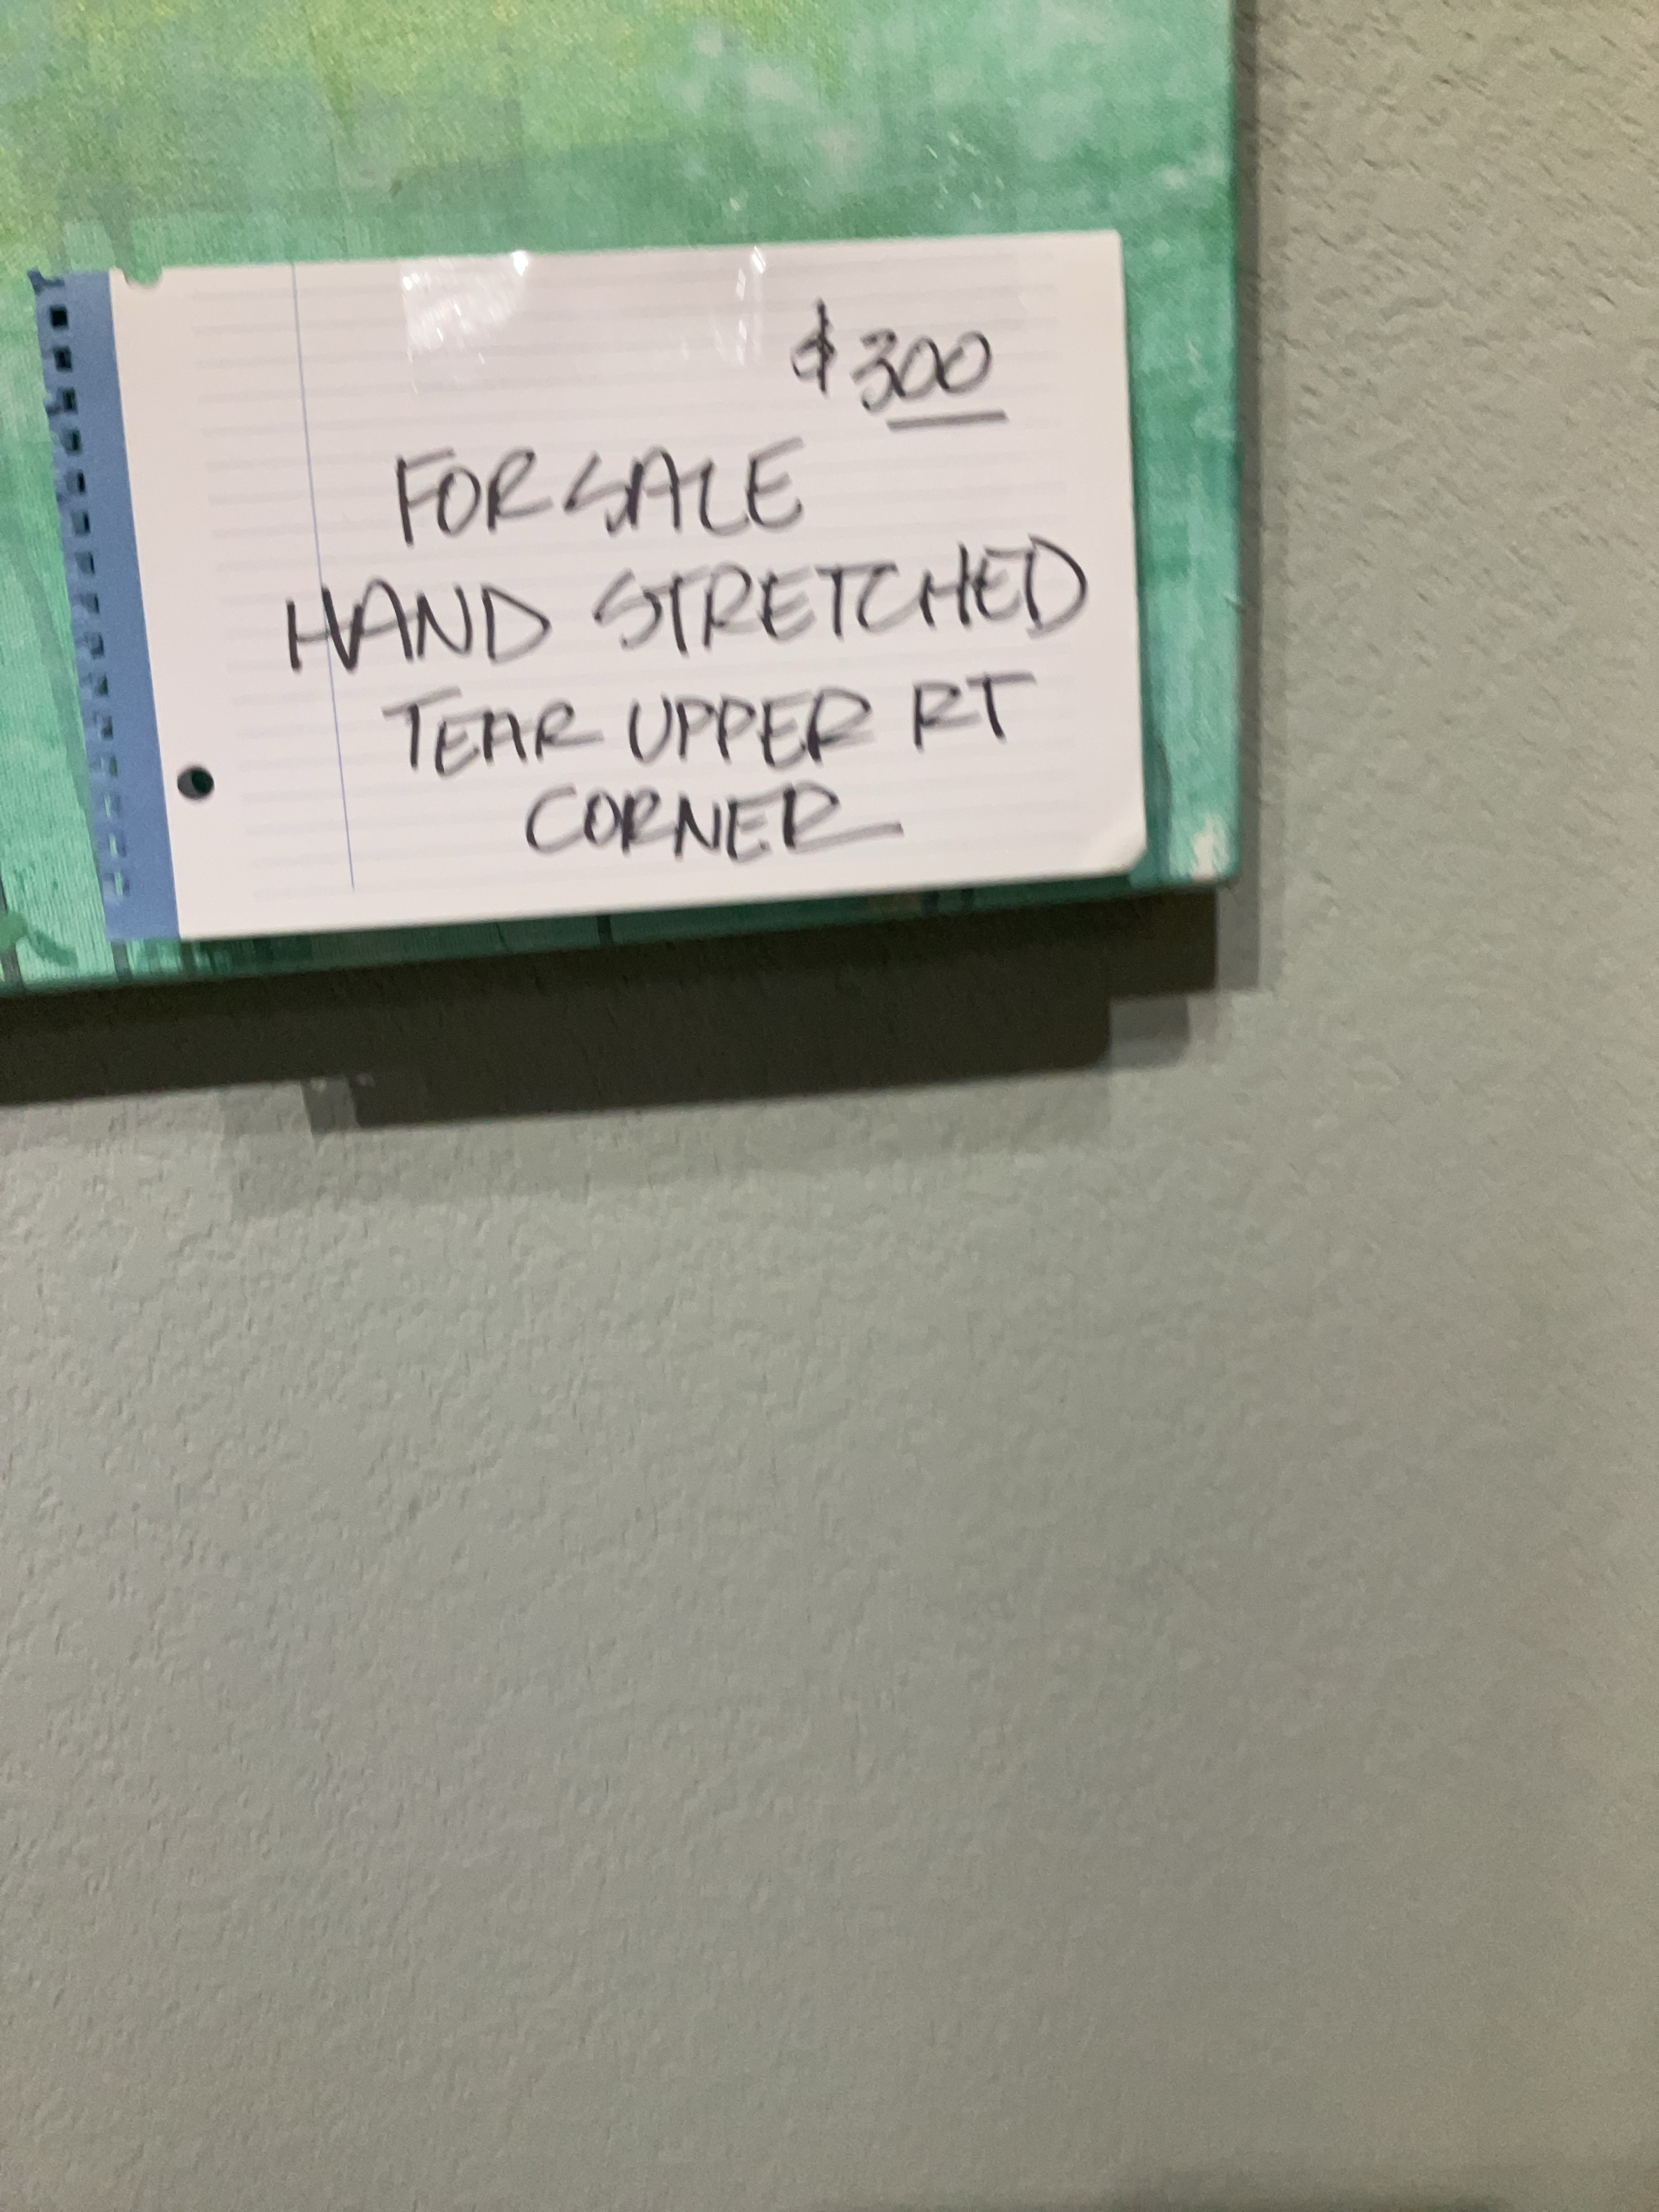 $300
FOR SALE
HAND STRETCHED
TEAR UPPER RT
CORNER